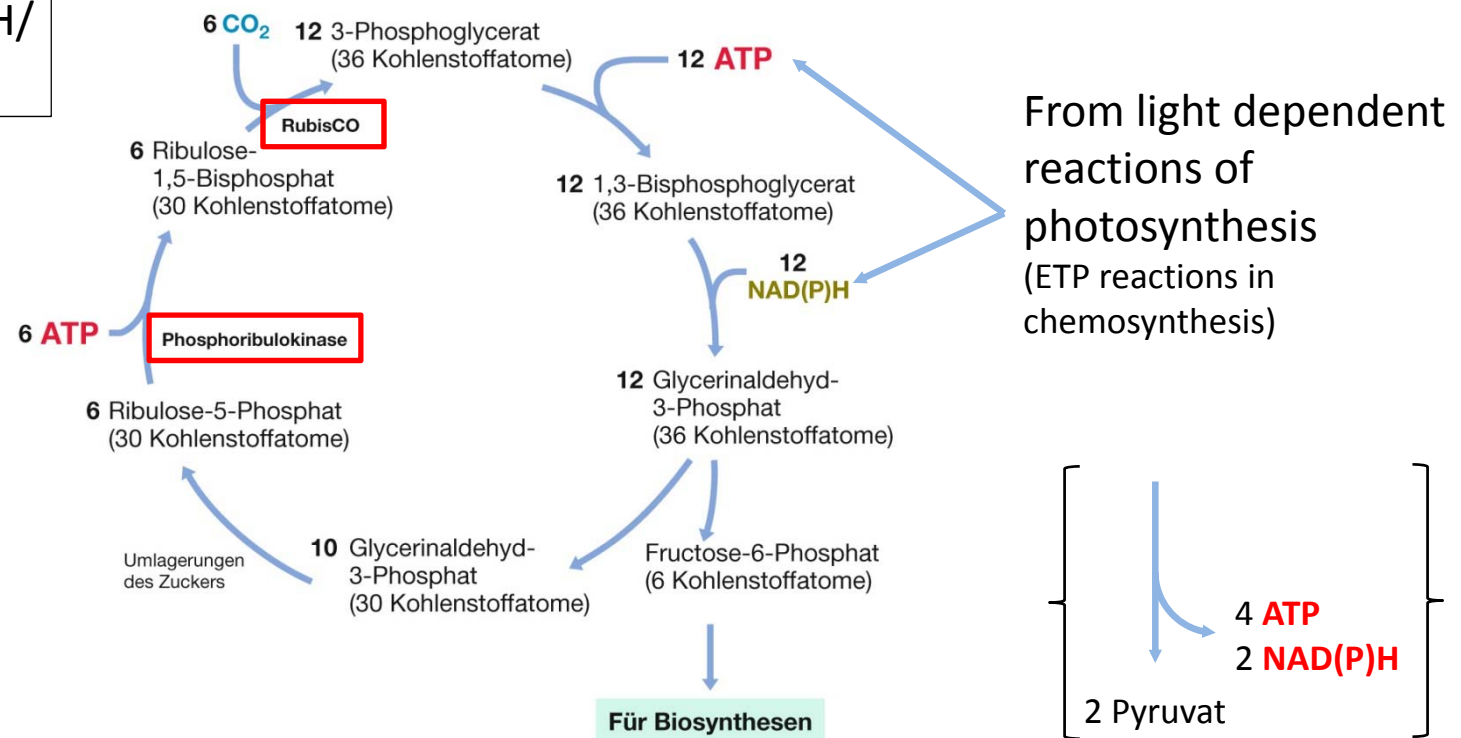 H/
6 CO₂
12 3-Phosphoglycerat
(36 Kohlenstoffatome)
12 ATP
RubisCO
6 Ribulose-
1,5-Bisphosphat
(30 Kohlenstoffatome)
12 1,3-Bisphosphoglycerat
(36 Kohlenstoffatome)
From light dependent
reactions of
photosynthesis
(ETP reactions in
chemosynthesis)
12
NAD(P)H
6 ATP
Phosphoribulokinase
12 Glycerinaldehyd-
3-Phosphat
(36 Kohlenstoffatome)
6 Ribulose-5-Phosphat
(30 Kohlenstoffatome)
Umlagerungen
des Zuckers
10 Glycerinaldehyd-
3-Phosphat
(30 Kohlenstoffatome)
Fructose-6-Phosphat
(6 Kohlenstoffatome)
Für Biosynthesen
4 ATP
2 NAD(P)H
2 Pyruvat